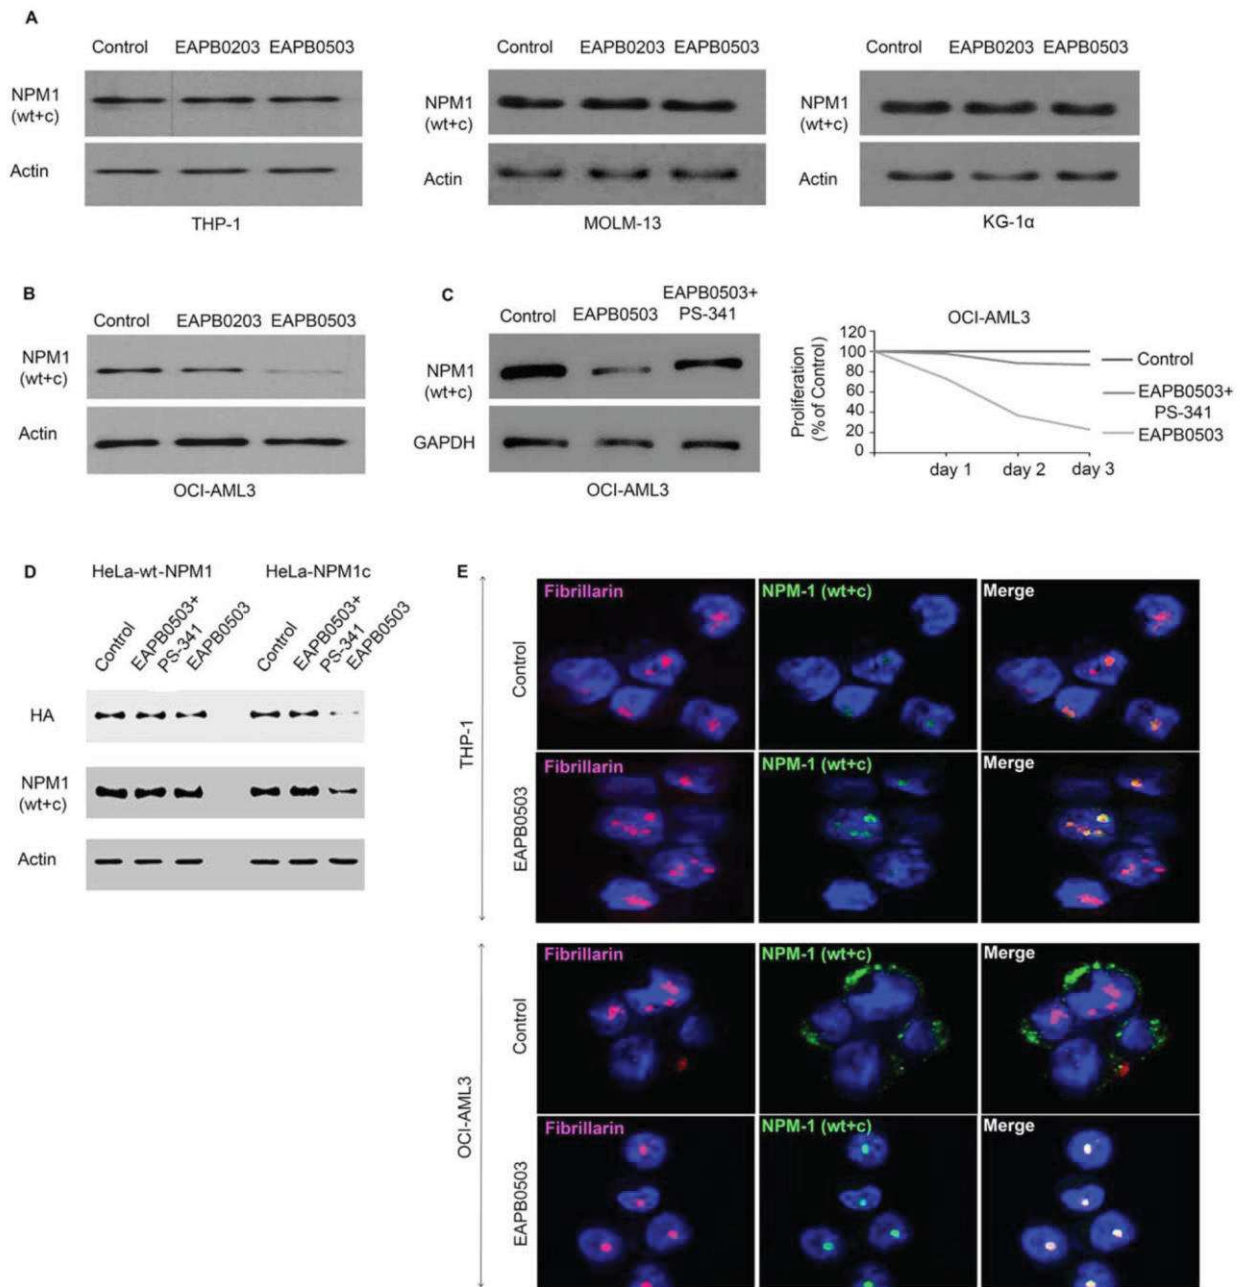 A
Control EAPB0203 EAPB0503
NPM1
(wt+c)
Actin
THP-1
Control EAPB0203 EAPB0503
NPM1
(wt+c)
Actin
MOLM-13
Control EAPB0203 EAPB0503
NPM1
(wt+c)
Actin
KG-1α
B
Control EAPB0203 EAPB0503
NPM1
(wt+c)
Actin
OCI-AML3
C
Control EAPB0503 EAPB0503+
PS-341
NPM1
(wt+c)
GAPDH
OCI-AML3
OCI-AML3
Proliferation
(% of Control)
120
100
80
60
40
20
0
day 1 day 2 day 3
Control
EAPB0503+
PS-341
EAPB0503
D
HeLa-wt-NPM1 HeLa-NPM1c
Control
EAPB0503+
PS-341
EAPB0503
Control
EAPB0503+
PS-341
EAPB0503
HA
NPM1
(wt+c)
Actin
E
THP-1
Control
Fibrillarin NPM-1 (wt+c) Merge
EAPB0503
Fibrillarin NPM-1 (wt+c) Merge
OCI-AML3
Control
Fibrillarin NPM-1 (wt+c) Merge
EAPB0503
Fibrillarin NPM-1 (wt+c) Merge